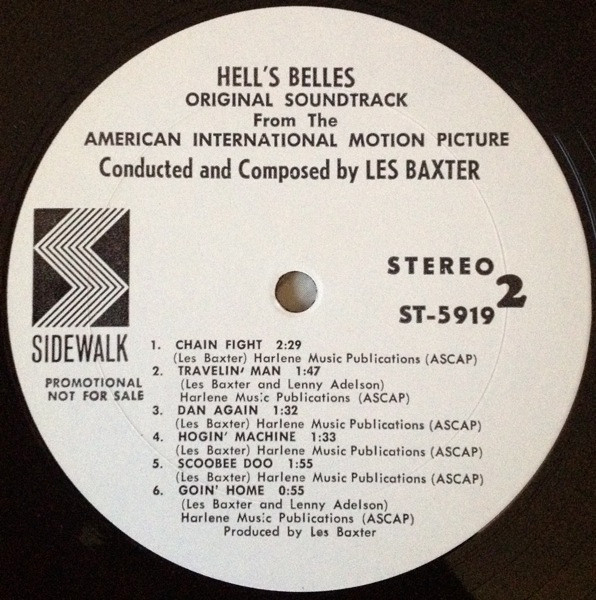 HELL'S BELLES
ORIGINAL SOUNDTRACK
From The
AMERICAN INTERNATIONAL MOTION PICTURE
Conducted and Composed by LES BAXTER
SIDEWALK
PROMOTIONAL
NOT FOR SALE
STEREO
2
ST-5919
1. CHAIN FIGHT 2:29
(Les Baxter) Harlene Music Publications (ASCAP)
2. TRAVELIN' MAN 1:47
(Les Baxter and Lenny Adelson)
Harlene Music Publications (ASCAP)
3. DAN AGAIN 1:32
(Les Baxter) Harlene Music Publications (ASCAP)
4. HOGIN' MACHINE 1:33
(Les Baxter) Harlene Music Publications (ASCAP)
5. SCOOBEE DOO 1:55
(Les Baxter) Harlene Music Publications (ASCAP)
6. GOIN' HOME 0:55
(Les Baxter and Lenny Adelson)
Harlene Music Publications (ASCAP)
Produced by Les Baxter